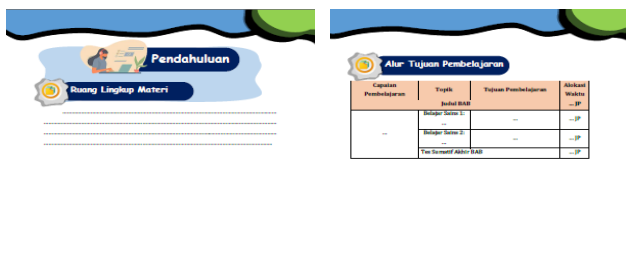 Pendahuluan
Ruang Lingkup Materi
Alur Tujuan Pembelajaran
Capaian Pembelajaran Topik Tujuan Pembelajaran Alokasi Waktu
Judul BAB ... JP
... Belajar Sains 1: ... ... ... JP
Belajar Sains 2: ... ... ... JP
Tes Sumatif Akhir BAB ... JP